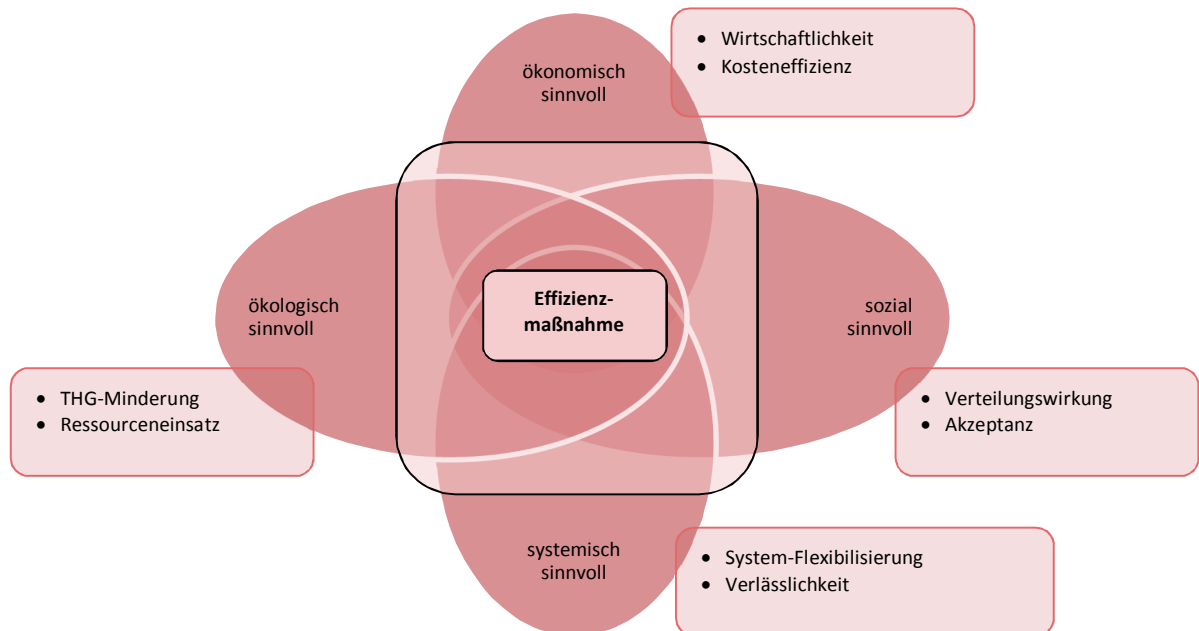 ökonomisch
sinnvoll
• Wirtschaftlichkeit
• Kosteneffizienz
ökologisch
sinnvoll
Effizienz-
maßnahme
sozial
sinnvoll
• THG-Minderung
• Ressourceneinsatz
• Verteilungswirkung
• Akzeptanz
systemisch
sinnvoll
• System-Flexibilisierung
• Verlässlichkeit